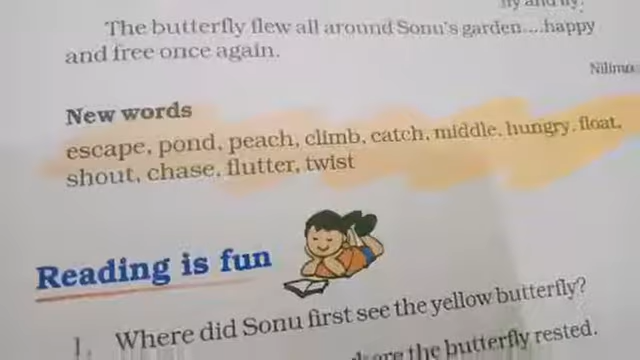 The butterfly flew all around Sonu's garden....happy
and free once again.
New words
escape, pond, peach, climb, catch, middle, hungry, float,
shout, chase, flutter, twist
Reading is fun
1. Where did Sonu first see the yellow butterfly?
the butterfly rested.